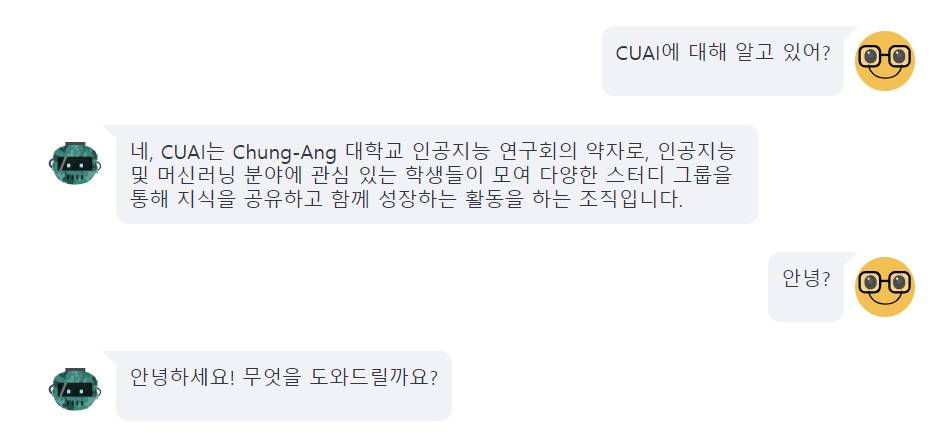 CUAI에 대해 알고 있어?
네, CUAI는 Chung-Ang 대학교 인공지능 연구회의 약자로, 인공지능
및 머신러닝 분야에 관심 있는 학생들이 모여 다양한 스터디 그룹을
통해 지식을 공유하고 함께 성장하는 활동을 하는 조직입니다.
안녕?
안녕하세요! 무엇을 도와드릴까요?